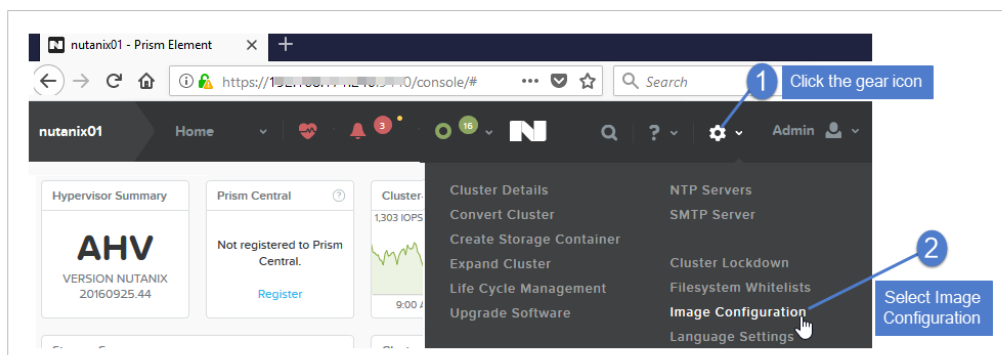 nutanix01 - Prism Element
https://1
/console/#
Search
1
Click the gear icon
nutanix01
Home
3
16
N
?
Admin
Hypervisor Summary
Prism Central
?
Cluster
Cluster Details
NTP Servers
1,303 IOPS
Convert Cluster
SMTP Server
AHV
Not registered to Prism
Central.
Create Storage Container
2
VERSION NUTANIX
20160925.44
Expand Cluster
Cluster Lockdown
Register
Life Cycle Management
Filesystem Whitelists
Select Image
Configuration
9:00
Upgrade Software
Image Configuration
Language Settings